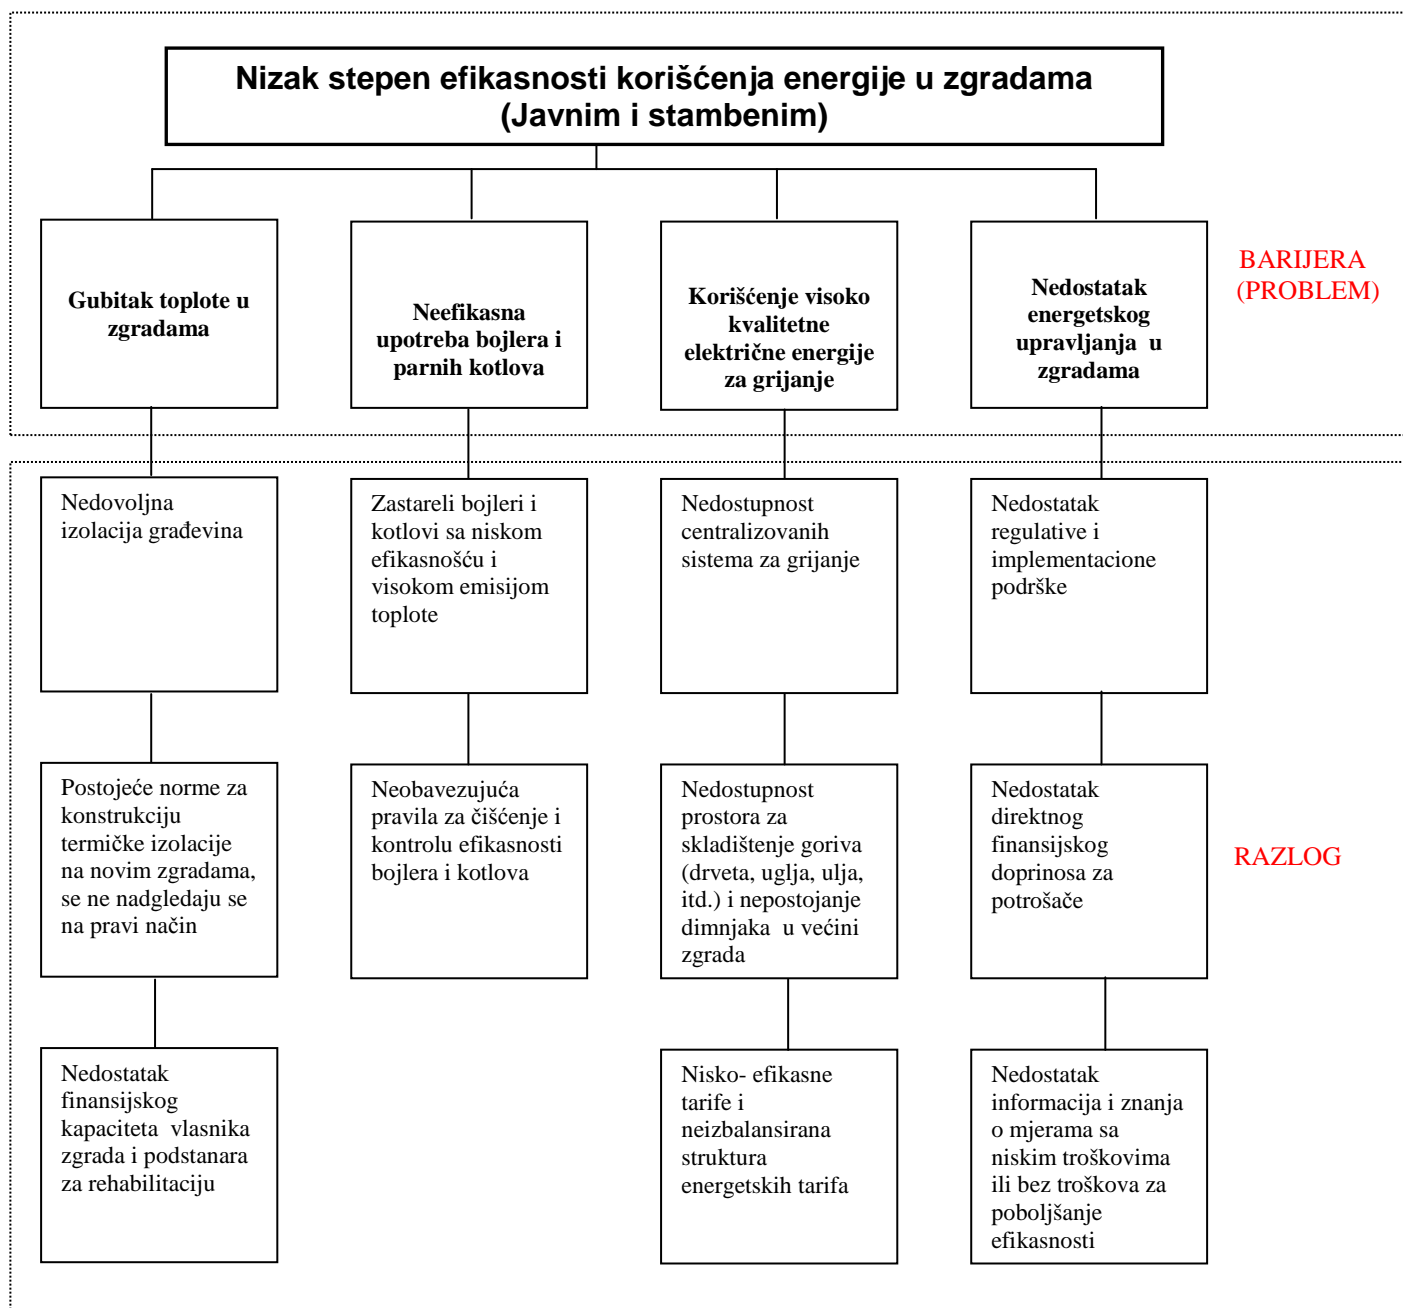 Nizak stepen efikasnosti korišćenja energije u zgradama
(Javnim i stambenim)
Gubitak toplote u
zgradama
Neefikasna
upotreba bojlera i
parnih kotlova
Korišćenje visoko
kvalitetne
električne energije
za grijanje
Nedostatak
energetskog
upravljanja u
zgradama
BARIJERA
(PROBLEM)
Nedovoljna
izolacija građevina
Zastareli bojleri i
kotlovi sa niskom
efikasnošću i
visokom emisijom
toplote
Nedostupnost
centralizovanih
sistema za grijanje
Nedostatak
regulative i
implementacione
podrške
Postojeće norme za
konstrukciju
termičke izolacije
na novim zgradama,
se ne nadgledaju se
na pravi način
Neobavezujuća
pravila za čišćenje i
kontrolu efikasnosti
bojlera i kotlova
Nedostupnost
prostora za
skladištenje goriva
(drveta, uglja, ulja,
itd.) i nepostojanje
dimnjaka u većini
zgrada
Nedostatak
direktnog
finansijskog
doprinosa za
potrošače
RAZLOG
Nedostatak
finansijskog
kapaciteta vlasnika
zgrada i podstanara
za rehabilitaciju
Nisko- efikasne
tarife i
neizbalansirana
struktura
energetskih tarifa
Nedostatak
informacija i znanja
o mjerama sa
niskim troškovima
ili bez troškova za
poboljšanje
efikasnosti